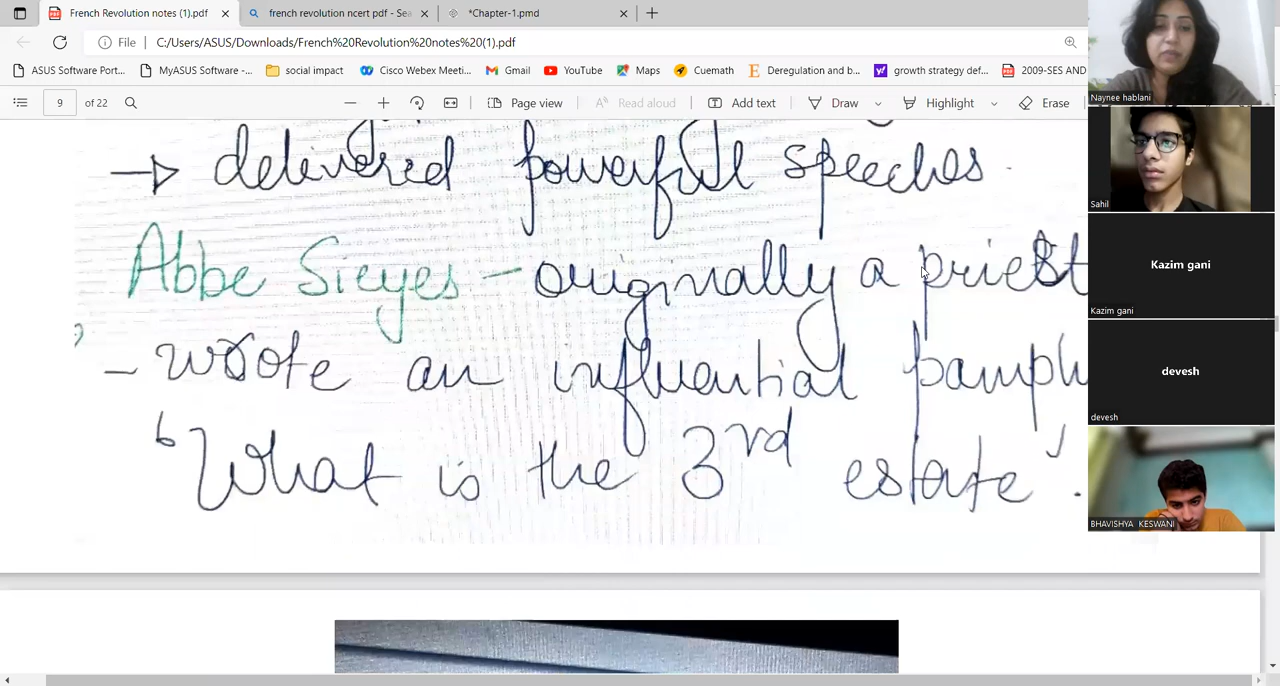 French Revolution notes (1).pdf
french revolution ncert pdf - Sea
*Chapter-1.pmd
File C:/Users/ASUS/Downloads/French%20Revolution%20notes%20(1).pdf
ASUS Software Port... MyASUS Software -... social impact Cisco Webex Meeti... Gmail YouTube Maps Cuemath Deregulation and b... growth strategy def... 2009-SES AND
9 of 22 Page view Read aloud Add text Draw Highlight Erase
→ delivered powerful speeches.
Abbe Sieyes - originally a priest
- wrote an influential pamph
'What is the 3rd estate'.
Naynee hablani
Sahil
Kazim gani
Kazim gani
devesh
devesh
BHAVISHYA KESWANI